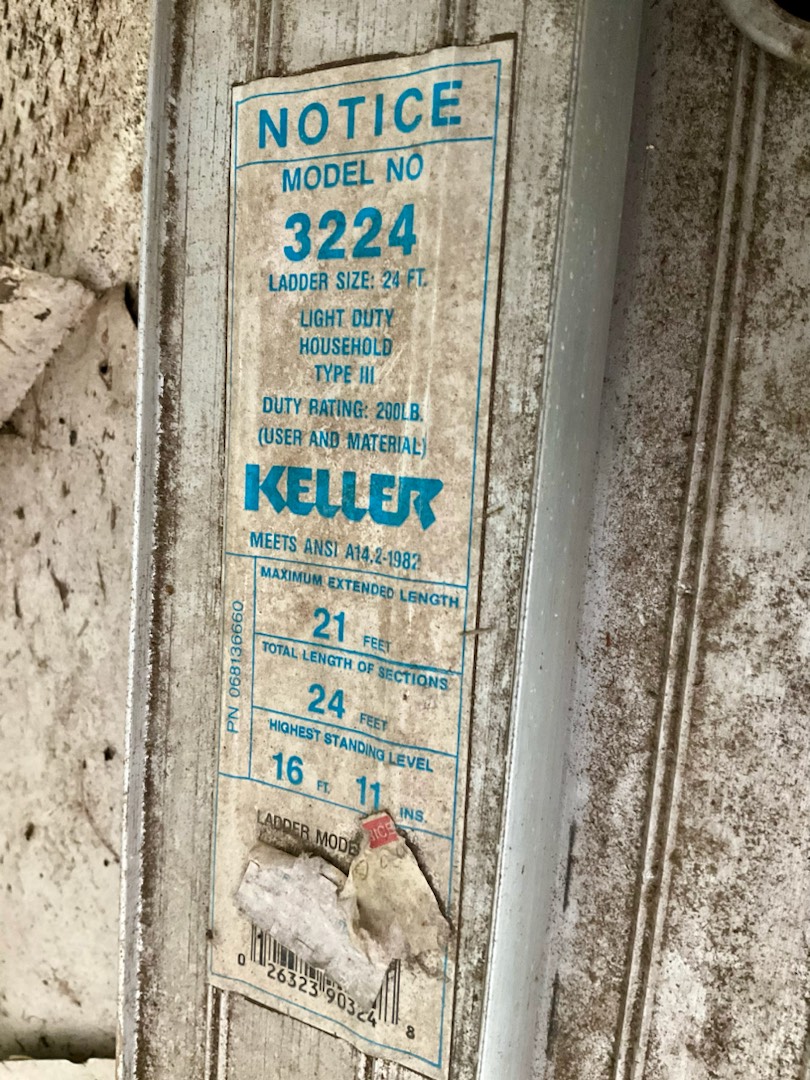 NOTICE
MODEL NO
3224
LADDER SIZE: 24 FT.
LIGHT DUTY
HOUSEHOLD
TYPE III
DUTY RATING: 200LB.
(USER AND MATERIAL)
KELLER
MEETS ANSI A14.2-1982
MAXIMUM EXTENDED LENGTH
21 FEET
TOTAL LENGTH OF SECTIONS
24 FEET
HIGHEST STANDING LEVEL
16 FT. 11 INS.
PN 068136660
LADDER MODE
0 26323 90324 8